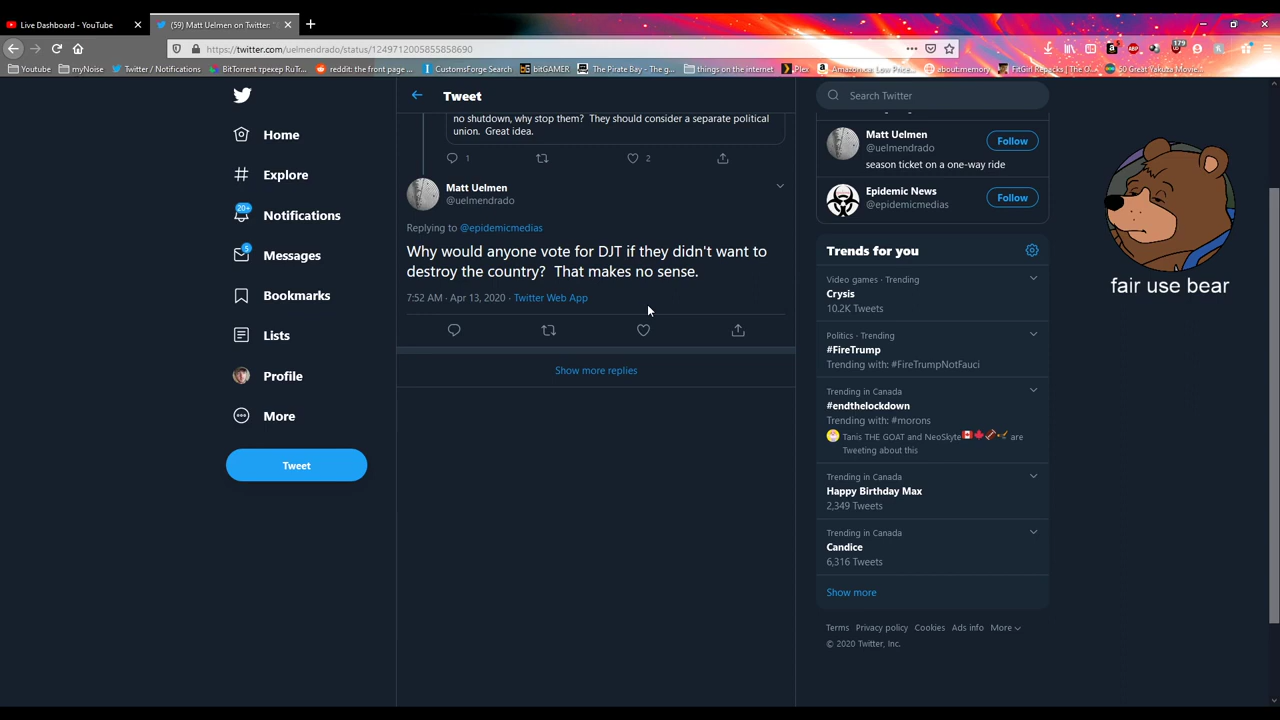 Live Dashboard - YouTube
(59) Matt Uelmen on Twitter: "
https://twitter.com/uelmendrado/status/1249712005855858690
179
Youtube
myNoise
Twitter / Notifications
BitTorrent трекер RuTr...
reddit: the front page ...
CustomsForge Search
bitGAMER
The Pirate Bay - The g...
things on the internet
Plex
Amazon.ca: Low Price...
about:memory
FitGirl Repacks | The O...
50 Great Yakuza Movie...
Home
Explore
20+
Notifications
5
Messages
Bookmarks
Lists
Profile
More
Tweet
Tweet
no shutdown, why stop them? They should consider a separate political
union. Great idea.
1
2
Matt Uelmen
@uelmendrado
Replying to @epidemicmedias
Why would anyone vote for DJT if they didn't want to
destroy the country? That makes no sense.
7:52 AM · Apr 13, 2020 · Twitter Web App
Show more replies
Search Twitter
Matt Uelmen
@uelmendrado
Follow
season ticket on a one-way ride
Epidemic News
@epidemicmedias
Follow
Trends for you
Video games · Trending
Crysis
10.2K Tweets
Politics · Trending
#FireTrump
Trending with: #FireTrumpNotFauci
Trending in Canada
#endthelockdown
Trending with: #morons
Tanis THE GOAT and NeoSkyte🇨🇦🍁 are
Tweeting about this
Trending in Canada
Happy Birthday Max
2,349 Tweets
Trending in Canada
Candice
6,316 Tweets
Show more
Terms Privacy policy Cookies Ads info More
© 2020 Twitter, Inc.
fair use bear